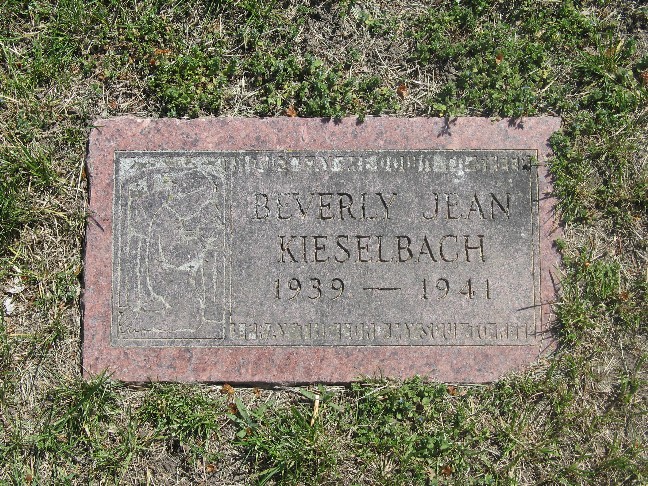 BEVERLY JEAN
KIESELBACH
1939 — 1941